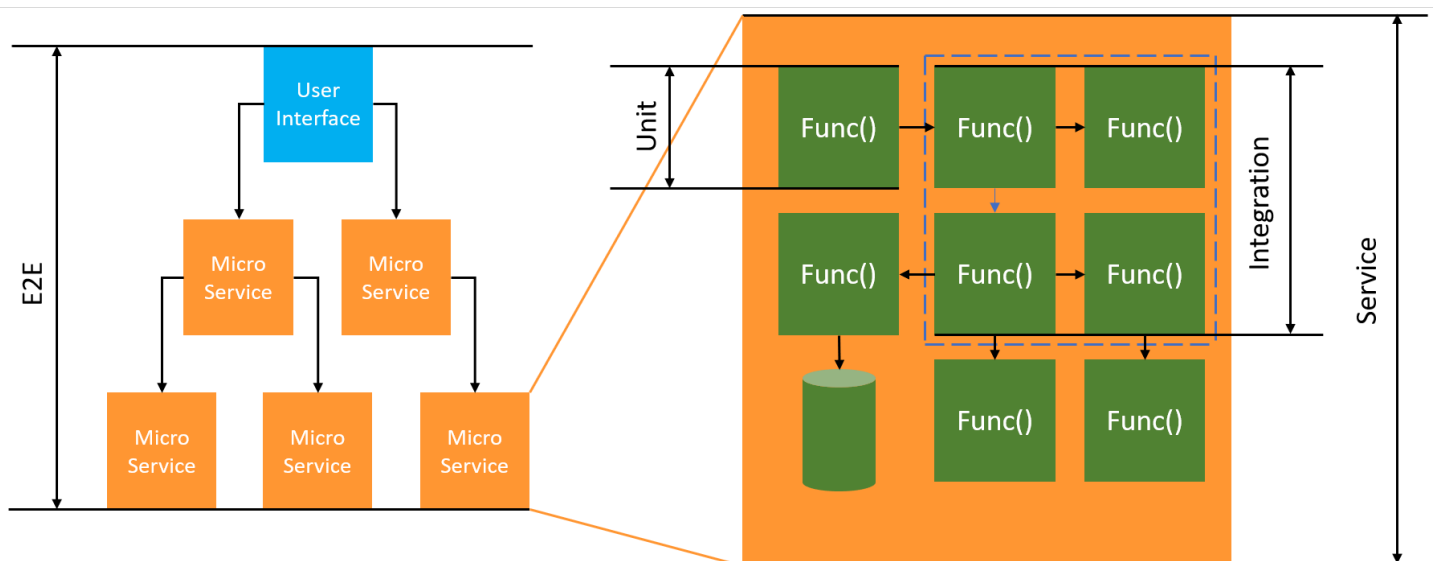 E2E
User
Interface
Micro
Service
Micro
Service
Micro
Service
Micro
Service
Micro
Service
Unit
Func()
Func()
Func()
Func()
Func()
Func()
Func()
Func()
Integration
Service